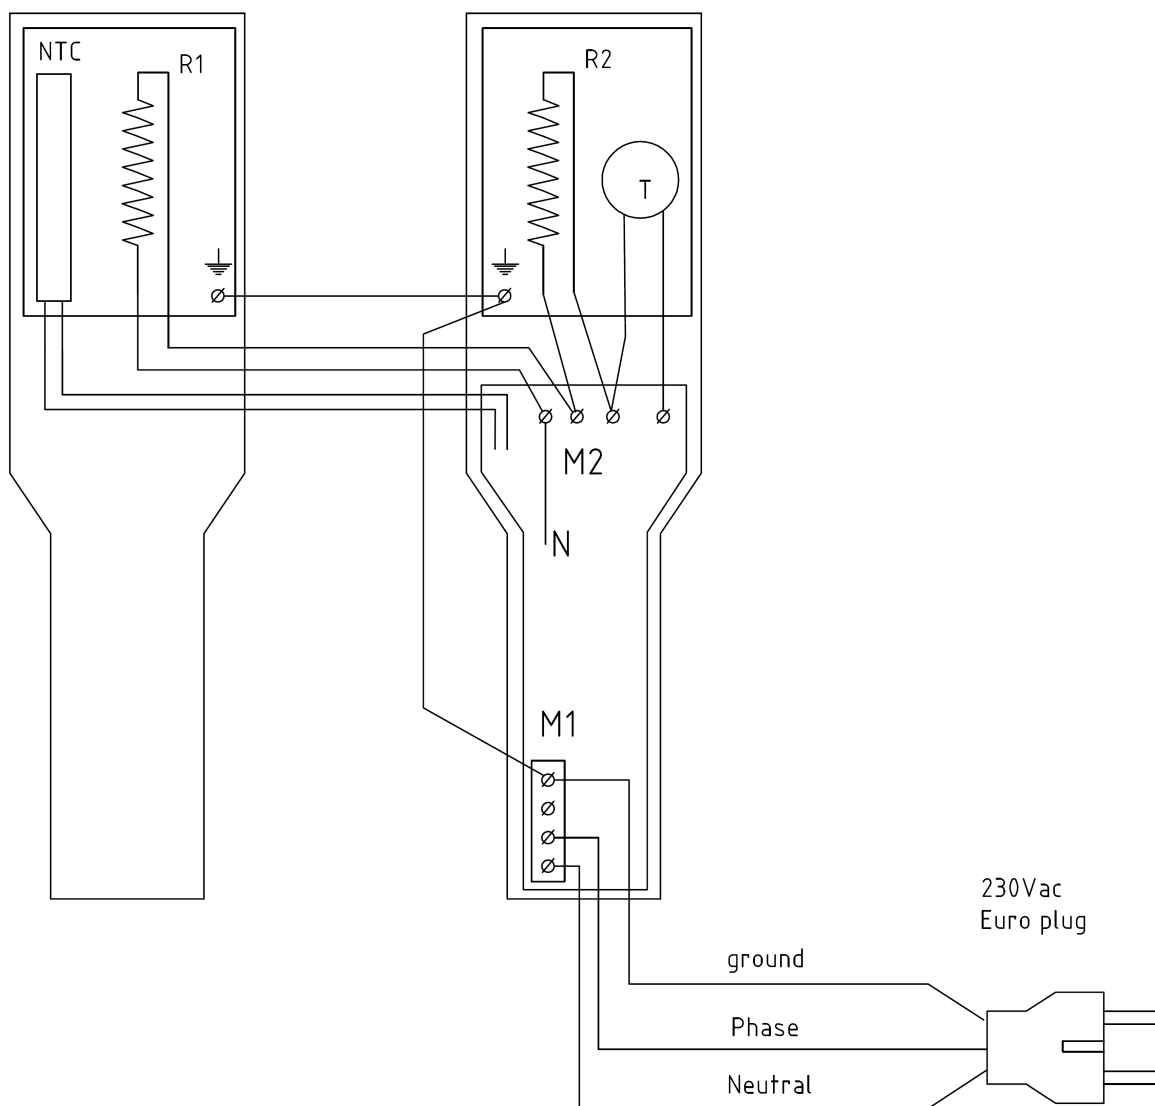 NTC
R1
R2
T
M2
N
M1
230Vac
Euro plug
ground
Phase
Neutral